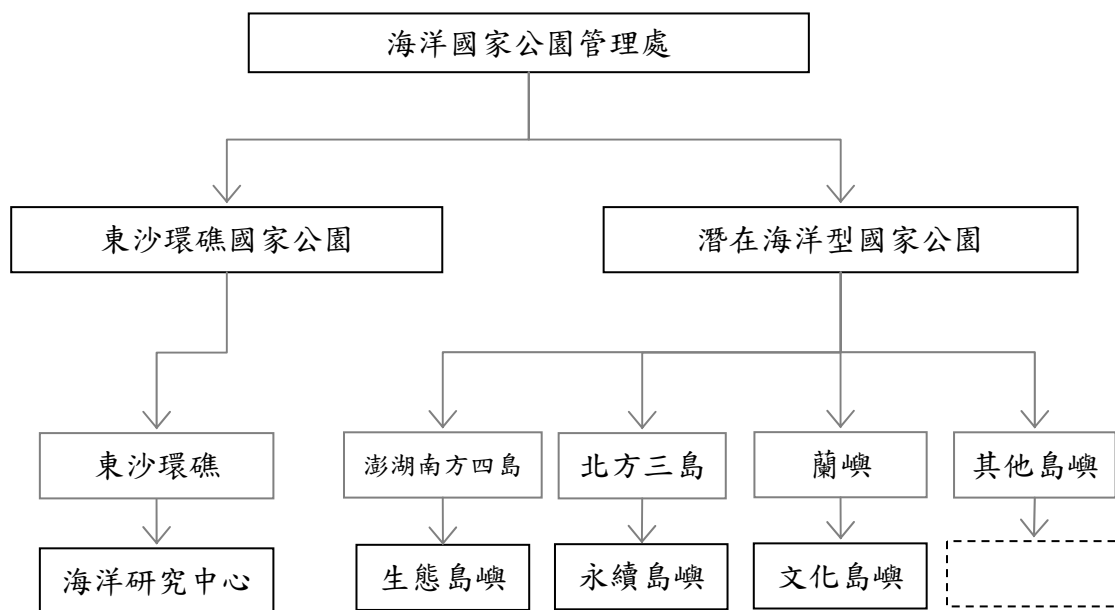 海洋國家公園管理處
東沙環礁國家公園
潛在海洋型國家公園
東沙環礁
澎湖南方四島
北方三島
蘭嶼
其他島嶼
海洋研究中心
生態島嶼
永續島嶼
文化島嶼